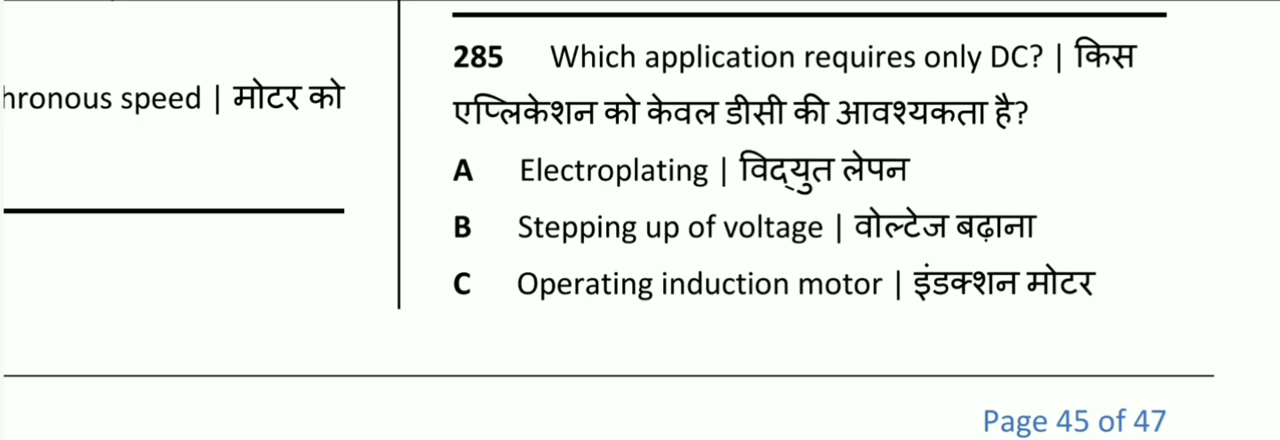 hronous speed | मोटर को
285 Which application requires only DC? | किस
एप्लिकेशन को केवल डीसी की आवश्यकता है?
A Electroplating | विद्युत लेपन
B Stepping up of voltage | वोल्टेज बढ़ाना
C Operating induction motor | इंडक्शन मोटर
Page 45 of 47